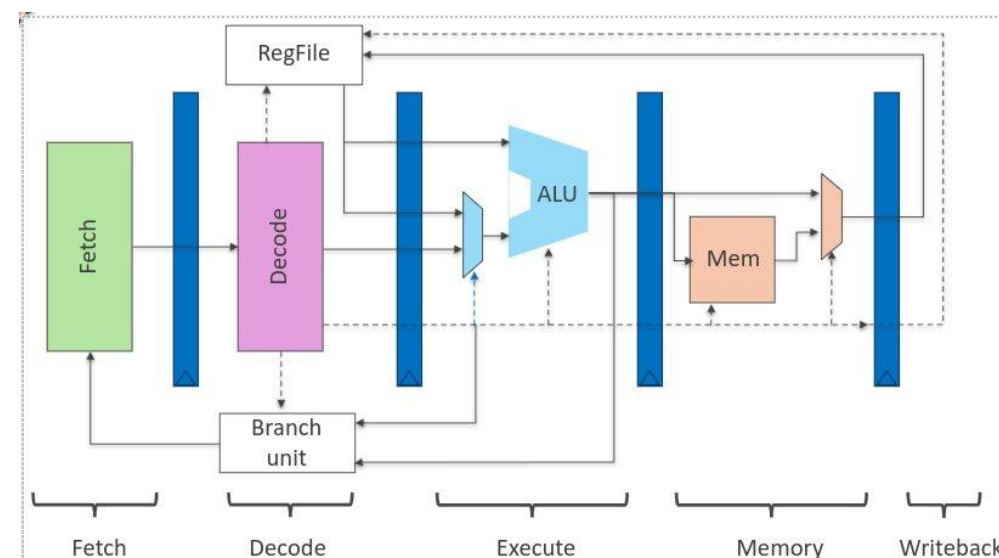 RegFile
Fetch
Decode
ALU
Mem
Branch
unit
Fetch
Decode
Execute
Memory
Writeback